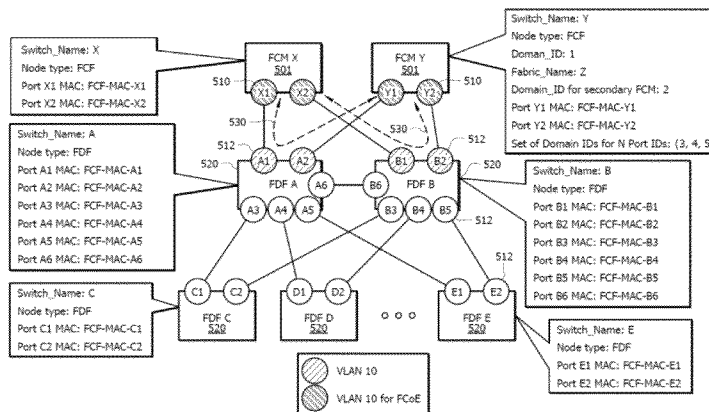 Switch_Name: X
Node type: FCF
Port X1 MAC: FCF-MAC-X1
Port X2 MAC: FCF-MAC-X2
FCM X
501
FCM Y
501
Switch_Name: Y
Node type: FCF
Doman_ID: 1
Fabric_Name: Z
Domain_ID for secondary FCM: 2
Port Y1 MAC: FCF-MAC-Y1
Port Y2 MAC: FCF-MAC-Y2
Set of Domain IDs for N Port IDs: (3, 4, 5
510
X1
X2
Y1
Y2
510
530
530
512
512
Switch_Name: A
Node type: FDF
Port A1 MAC: FCF-MAC-A1
Port A2 MAC: FCF-MAC-A2
Port A3 MAC: FCF-MAC-A3
Port A4 MAC: FCF-MAC-A4
Port A5 MAC: FCF-MAC-A5
Port A6 MAC: FCF-MAC-A6
520
A1
A2
B1
B2
520
FDF A
A6
B6
FDF B
A3
A4
A5
B3
B4
B5
512
Switch_Name: B
Node type: FDF
Port B1 MAC: FCF-MAC-B1
Port B2 MAC: FCF-MAC-B2
Port B3 MAC: FCF-MAC-B3
Port B4 MAC: FCF-MAC-B4
Port B5 MAC: FCF-MAC-B5
Port B6 MAC: FCF-MAC-B6
Switch_Name: C
Node type: FDF
Port C1 MAC: FCF-MAC-C1
Port C2 MAC: FCF-MAC-C2
C1
C2
D1
D2
E1
E2
512
FDF C
520
FDF D
520
FDF E
520
Switch_Name: E
Node type: FDF
Port E1 MAC: FCF-MAC-E1
Port E2 MAC: FCF-MAC-E2
VLAN 10
VLAN 10 for FCoE